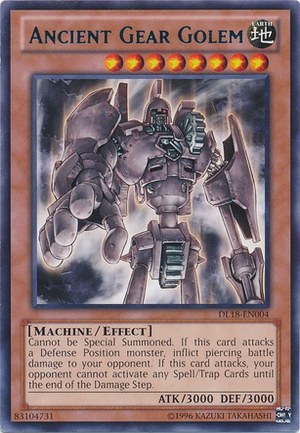 ANCIENT GEAR GOLEM
EARTH
地
DL18-EN004
[MACHINE / EFFECT]
Cannot be Special Summoned. If this card attacks
a Defense Position monster, inflict piercing battle
damage to your opponent. If this card attacks, your
opponent cannot activate any Spell/Trap Cards until
the end of the Damage Step.
ATK/3000 DEF/3000
83104731
©1996 KAZUKI TAKAHASHI